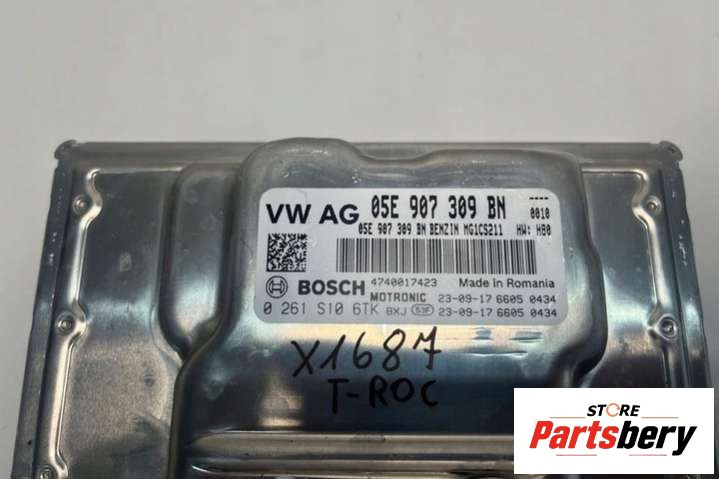 VW AG 05E 907 309 BN ----
05E 907 309 BN BENZIN MG1CS211 0010
HW: H80
BOSCH 4740017423 Made in Romania
MOTRONIC 23-09-17 6605 0434
0 261 S10 6TK BXJ 53F 23-09-17 6605 0434
X1687
T-ROC
STORE
Partsbery